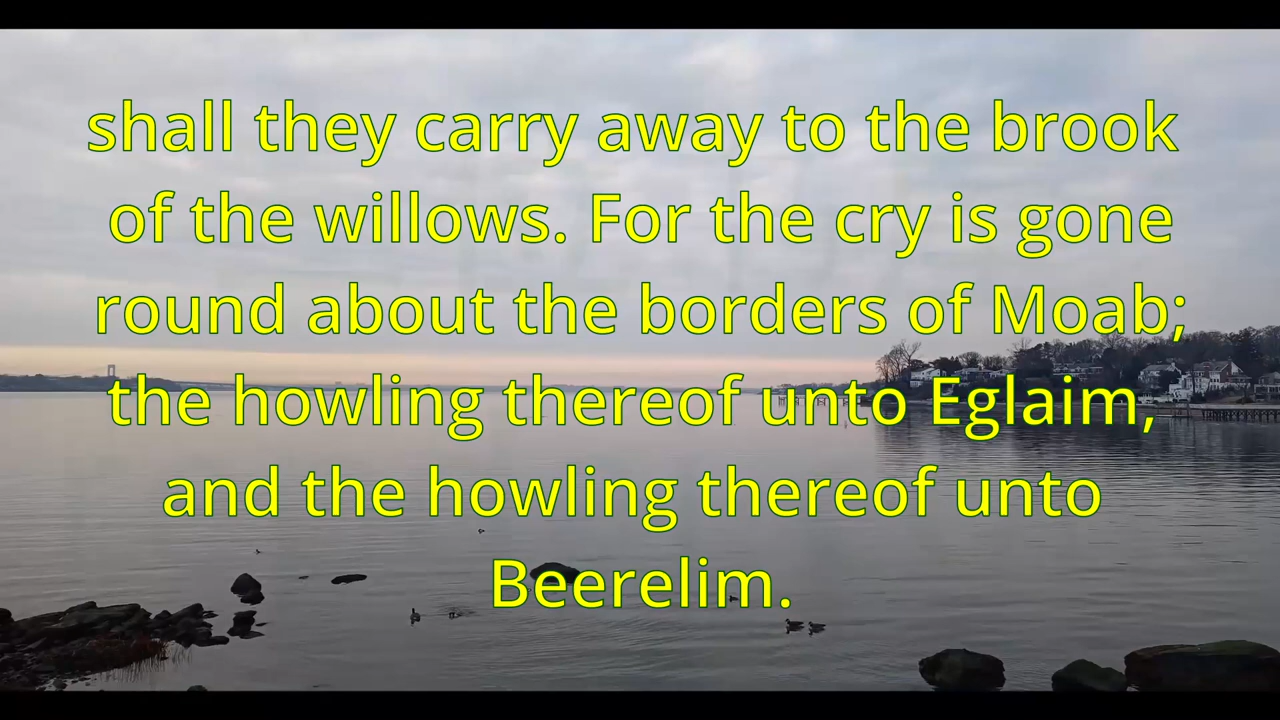 shall they carry away to the brook
of the willows. For the cry is gone
round about the borders of Moab;
the howling thereof unto Eglaim,
and the howling thereof unto
Beerelim.